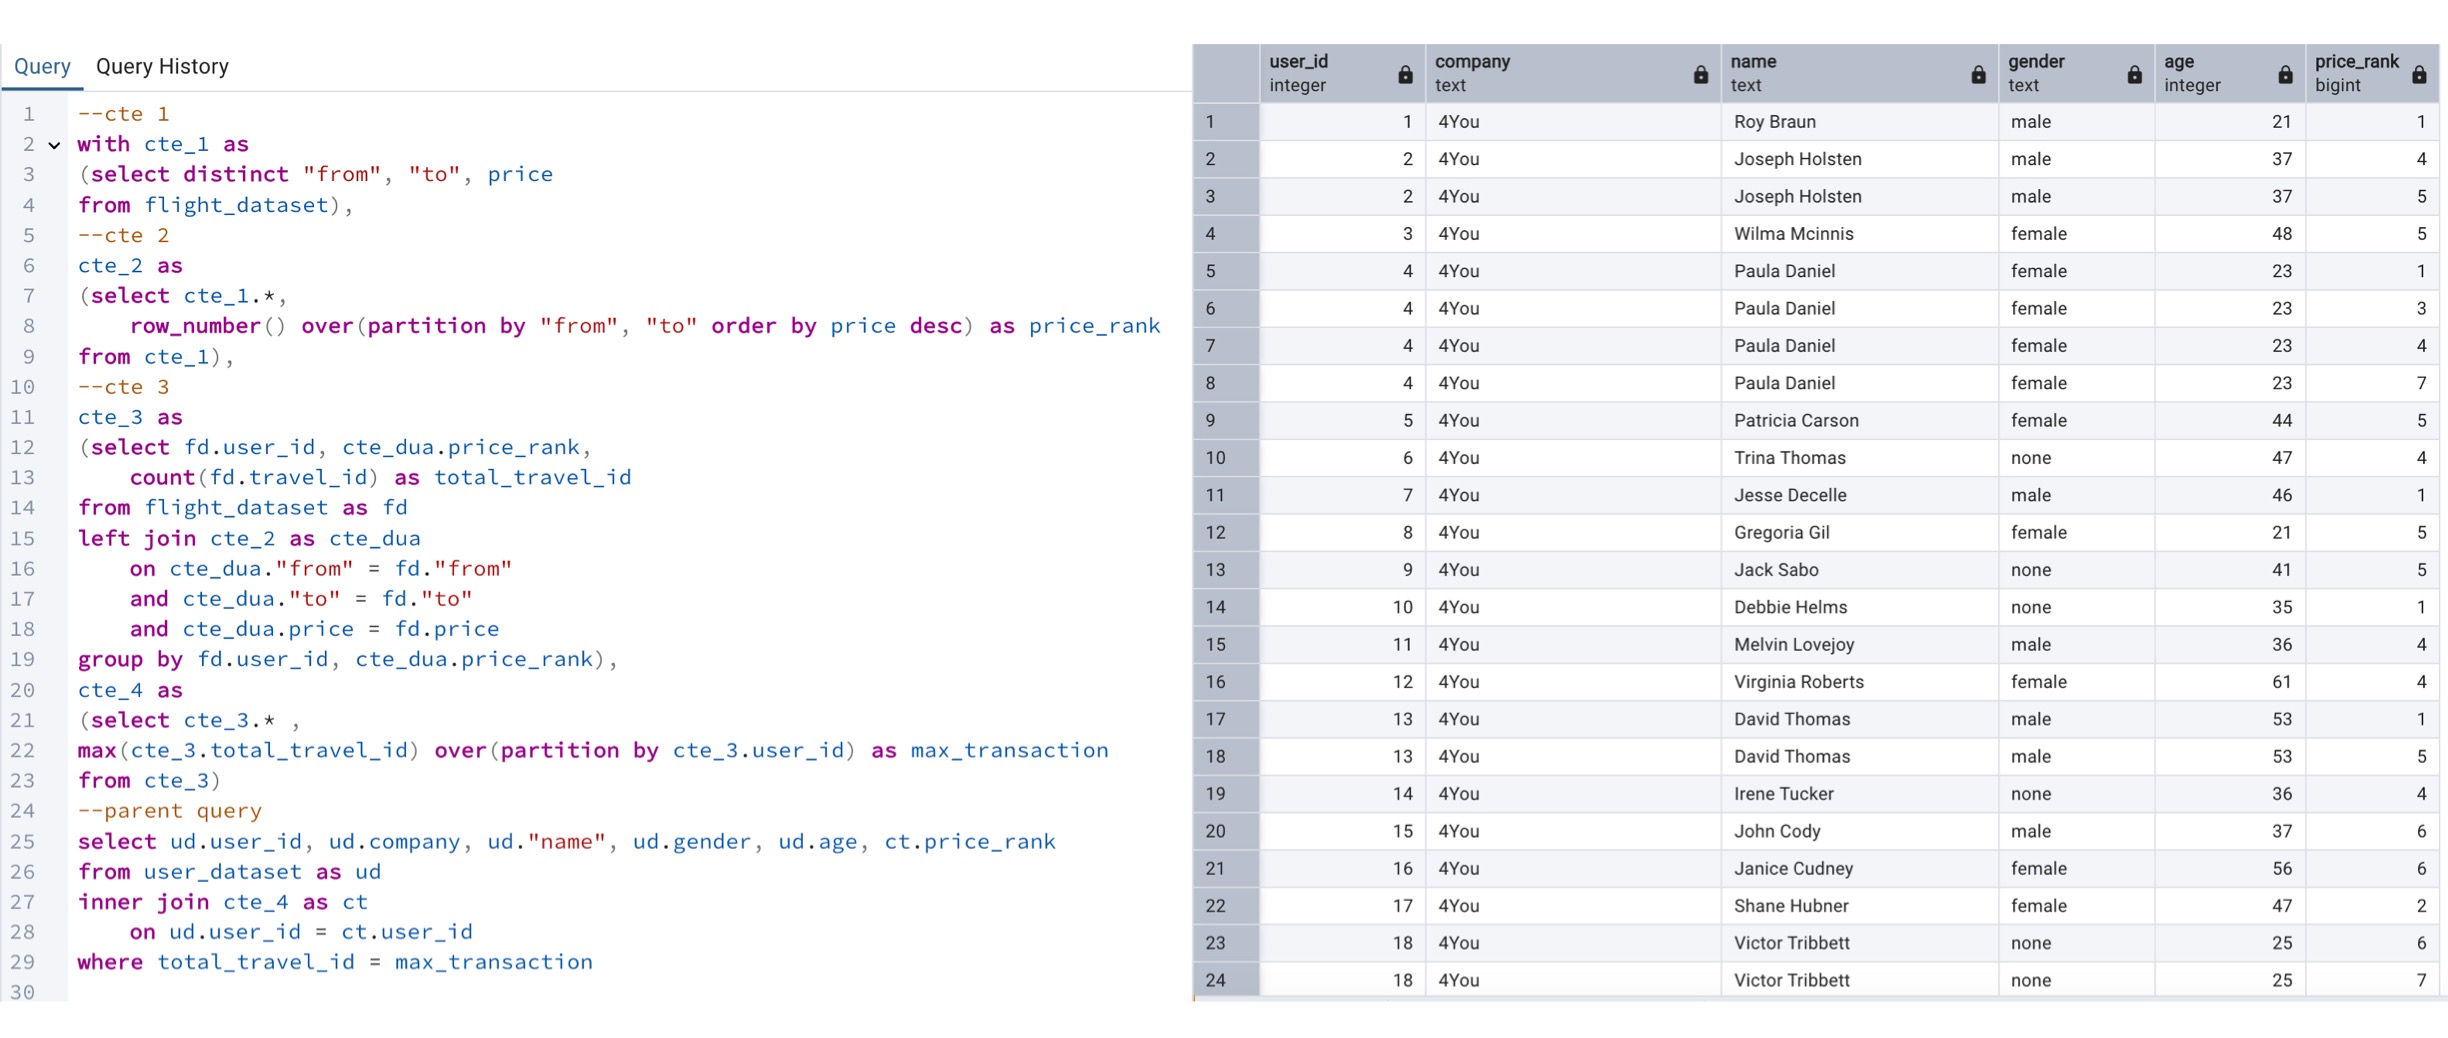 Query Query History
1 --cte 1
2 with cte_1 as
3 (select distinct "from", "to", price
4 from flight_dataset),
5 --cte 2
6 cte_2 as
7 (select cte_1.*,
8 row_number() over(partition by "from", "to" order by price desc) as price_rank
9 from cte_1),
10 --cte 3
11 cte_3 as
12 (select fd.user_id, cte_dua.price_rank,
13 count(fd.travel_id) as total_travel_id
14 from flight_dataset as fd
15 left join cte_2 as cte_dua
16 on cte_dua."from" = fd."from"
17 and cte_dua."to" = fd."to"
18 and cte_dua.price = fd.price
19 group by fd.user_id, cte_dua.price_rank),
20 cte_4 as
21 (select cte_3.* ,
22 max(cte_3.total_travel_id) over(partition by cte_3.user_id) as max_transaction
23 from cte_3)
24 --parent query
25 select ud.user_id, ud.company, ud."name", ud.gender, ud.age, ct.price_rank
26 from user_dataset as ud
27 inner join cte_4 as ct
28 on ud.user_id = ct.user_id
29 where total_travel_id = max_transaction
30
user_id company name gender age price_rank
integer text text text integer bigint
1 1 4You Roy Braun male 21 1
2 2 4You Joseph Holsten male 37 4
3 2 4You Joseph Holsten male 37 5
4 3 4You Wilma Mcinnis female 48 5
5 4 4You Paula Daniel female 23 1
6 4 4You Paula Daniel female 23 3
7 4 4You Paula Daniel female 23 4
8 4 4You Paula Daniel female 23 7
9 5 4You Patricia Carson female 44 5
10 6 4You Trina Thomas none 47 4
11 7 4You Jesse Decelle male 46 1
12 8 4You Gregoria Gil female 21 5
13 9 4You Jack Sabo none 41 5
14 10 4You Debbie Helms none 35 1
15 11 4You Melvin Lovejoy male 36 4
16 12 4You Virginia Roberts female 61 4
17 13 4You David Thomas male 53 1
18 13 4You David Thomas male 53 5
19 14 4You Irene Tucker none 36 4
20 15 4You John Cody male 37 6
21 16 4You Janice Cudney female 56 6
22 17 4You Shane Hubner female 47 2
23 18 4You Victor Tribbett none 25 6
24 18 4You Victor Tribbett none 25 7